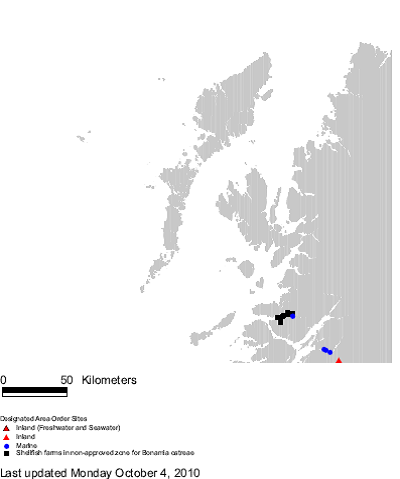 0 50 Kilometers
Designated Area Order Sites
Inland (Freshwater and Seawater)
Inland
Marine
Shellfish farms in non-approved zone for Bonamia ostreae
Last updated Monday October 4, 2010